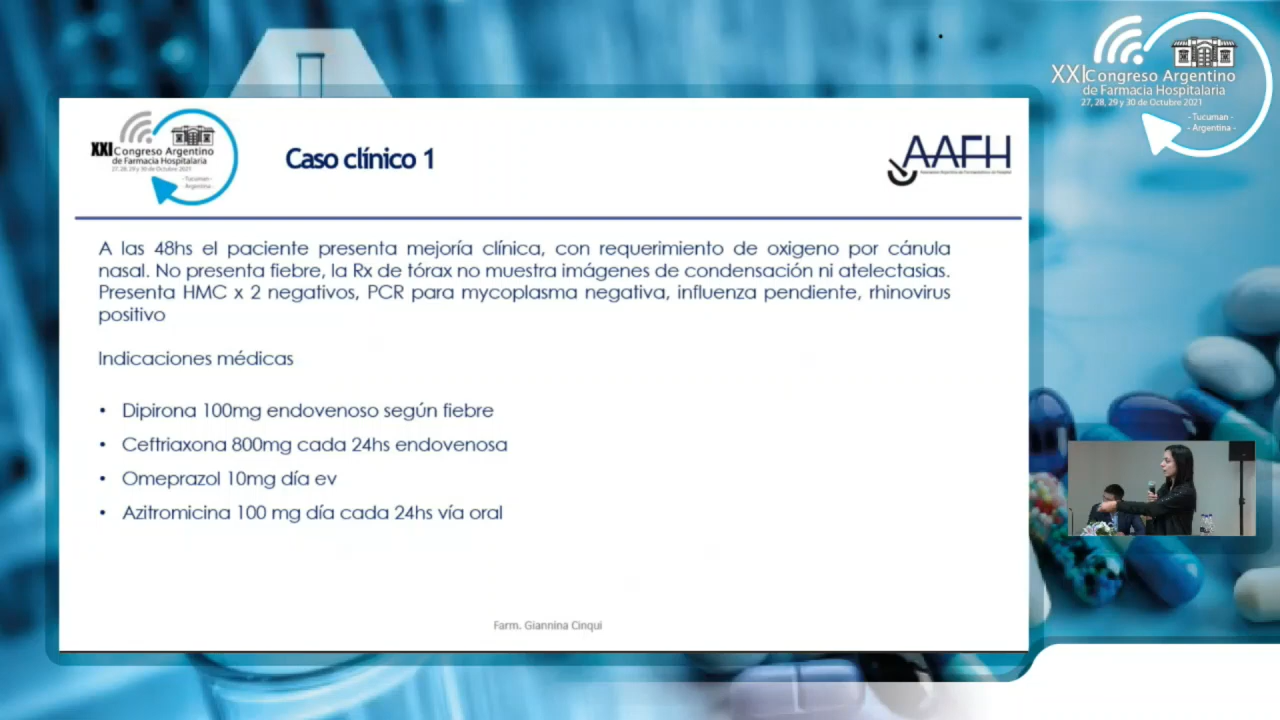 XXI Congreso Argentino
de Farmacia Hospitalaria
27, 28, 29 y 30 de Octubre 2021
- Tucuman -
- Argentina -
XXI Congreso Argentino
de Farmacia Hospitalaria
27, 28, 29 y 30 de Octubre 2021
- Tucuman -
- Argentina -
Caso clínico 1
AAFH
A las 48hs el paciente presenta mejoría clínica, con requerimiento de oxigeno por cánula
nasal. No presenta fiebre, la Rx de tórax no muestra imágenes de condensación ni atelectasias.
Presenta HMC x 2 negativos, PCR para mycoplasma negativa, influenza pendiente, rhinovirus
positivo
Indicaciones médicas
• Dipirona 100mg endovenoso según fiebre
• Ceftriaxona 800mg cada 24hs endovenosa
• Omeprazol 10mg día ev
• Azitromicina 100 mg día cada 24hs vía oral
Farm. Giannina Cinqui